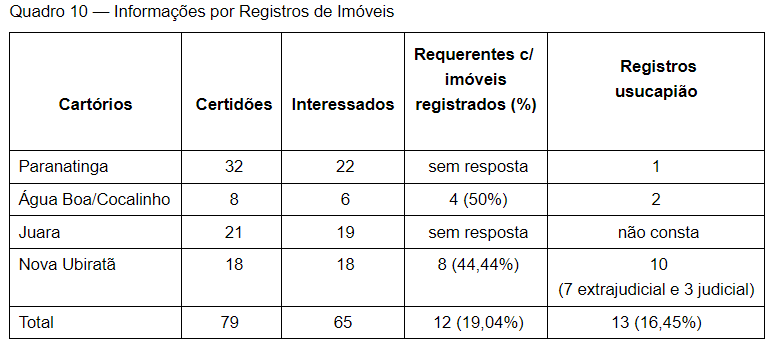 Quadro 10 — Informações por Registros de Imóveis
Cartórios Certidões Interessados Requerentes c/ imóveis registrados (%) Registros usucapião
Paranatinga 32 22 sem resposta 1
Água Boa/Cocalinho 8 6 4 (50%) 2
Juara 21 19 sem resposta não consta
Nova Ubiratã 18 18 8 (44,44%) 10
(7 extrajudicial e 3 judicial)
Total 79 65 12 (19,04%) 13 (16,45%)